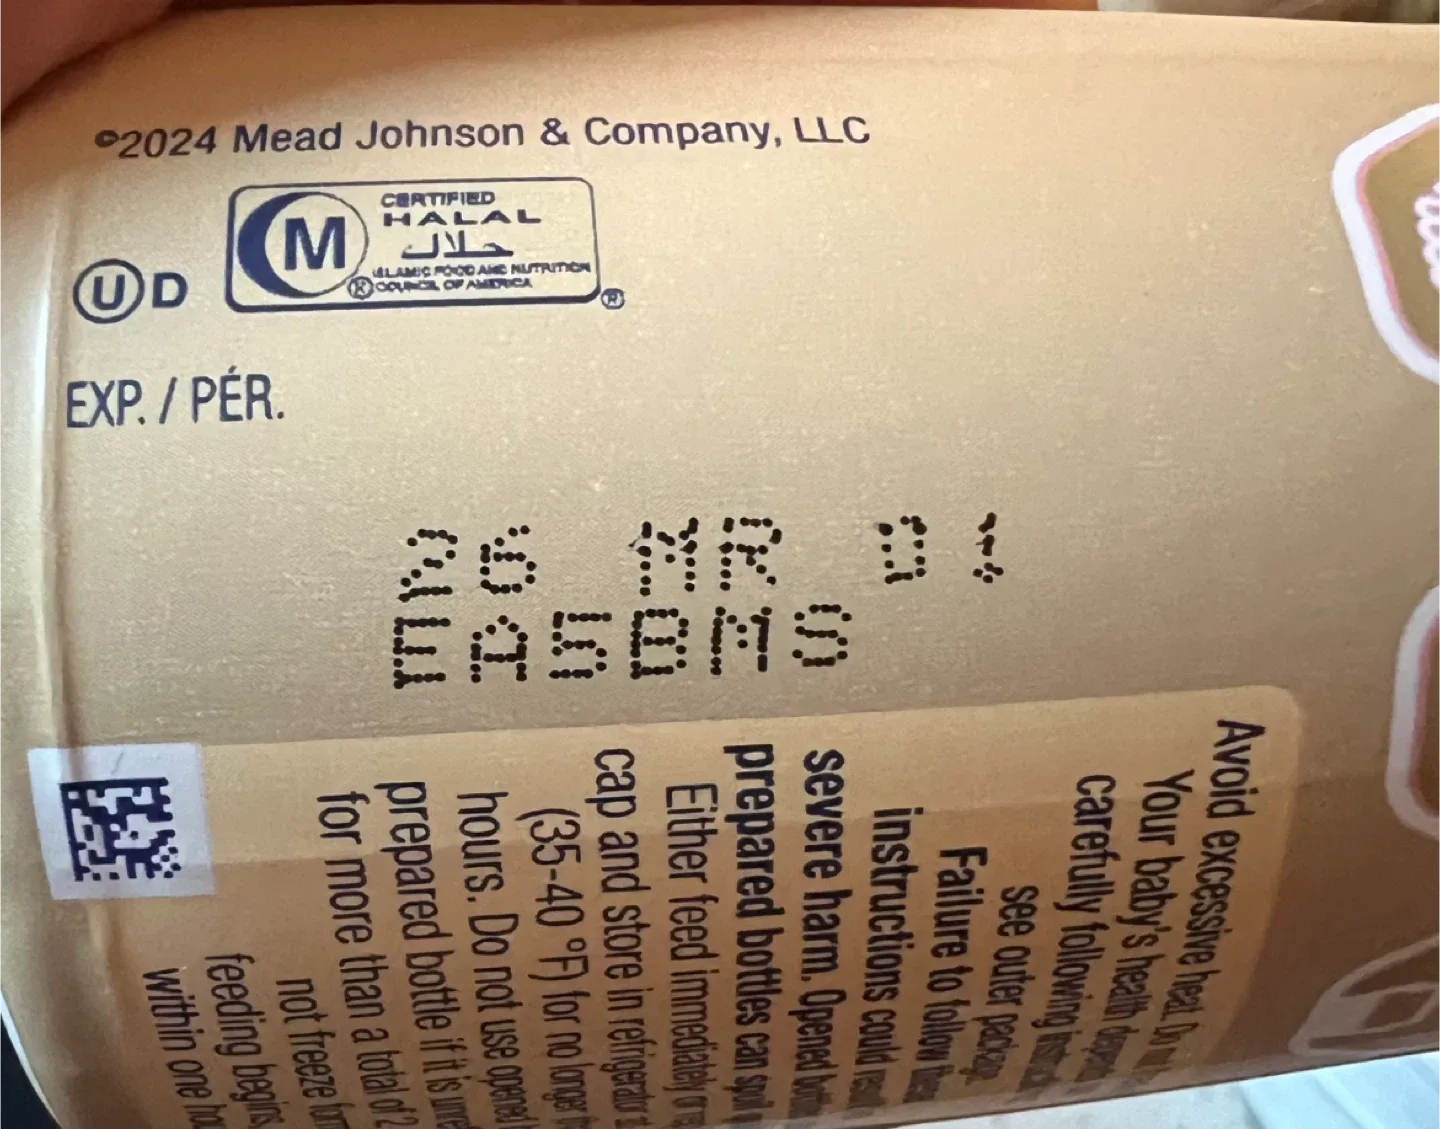 ©2024 Mead Johnson & Company, LLC
U D
M
CERTIFIED
HALAL
حلال
ISLAMIC FOOD AND NUTRITION
® COUNCIL OF AMERICA
®
EXP. / PÉR.
26 MR
EA5BMS
Avoid excessive heat. Do
Your baby's health
carefully following
see outer
Failure to follow
instructions could
severe harm. Opened
prepared bottles can spoil
Either feed immediately or
cap and store in refrigerator
(35-40 °F) for no longer
hours. Do not use opened
prepared bottle if it is
for more than a total of 2
not freeze
feeding begins,
within one